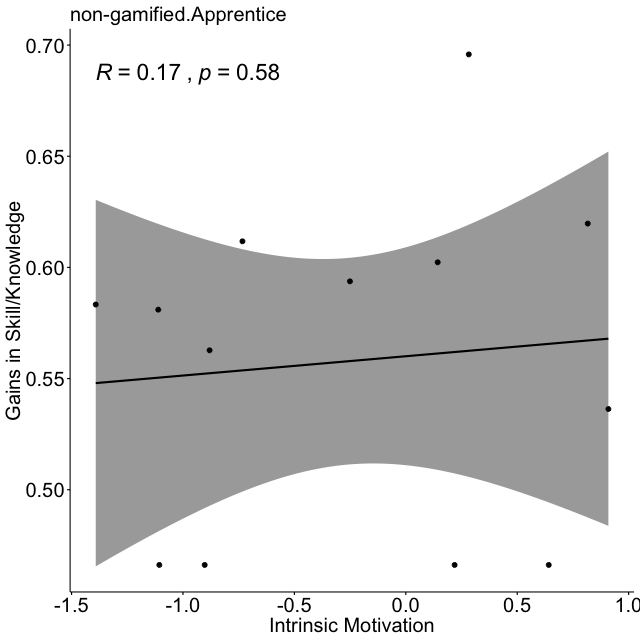 non-gamified.Apprentice
0.70
R = 0.17 , p = 0.58
0.65
0.60
0.55
0.50
Gains in Skill/Knowledge
-1.5 -1.0 -0.5 0.0 0.5 1.0
Intrinsic Motivation